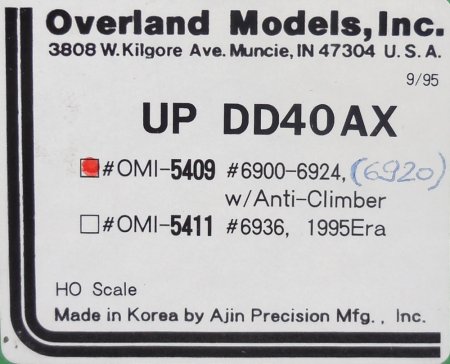 Overland Models, Inc.
3808 W. Kilgore Ave. Muncie, IN 47304 U. S. A.
9/95
UP DD40AX
#OMI-5409 #6900-6924, (6920)
w/Anti-Climber
#OMI-5411 #6936, 1995Era
HO Scale
Made in Korea by Ajin Precision Mfg. , Inc.